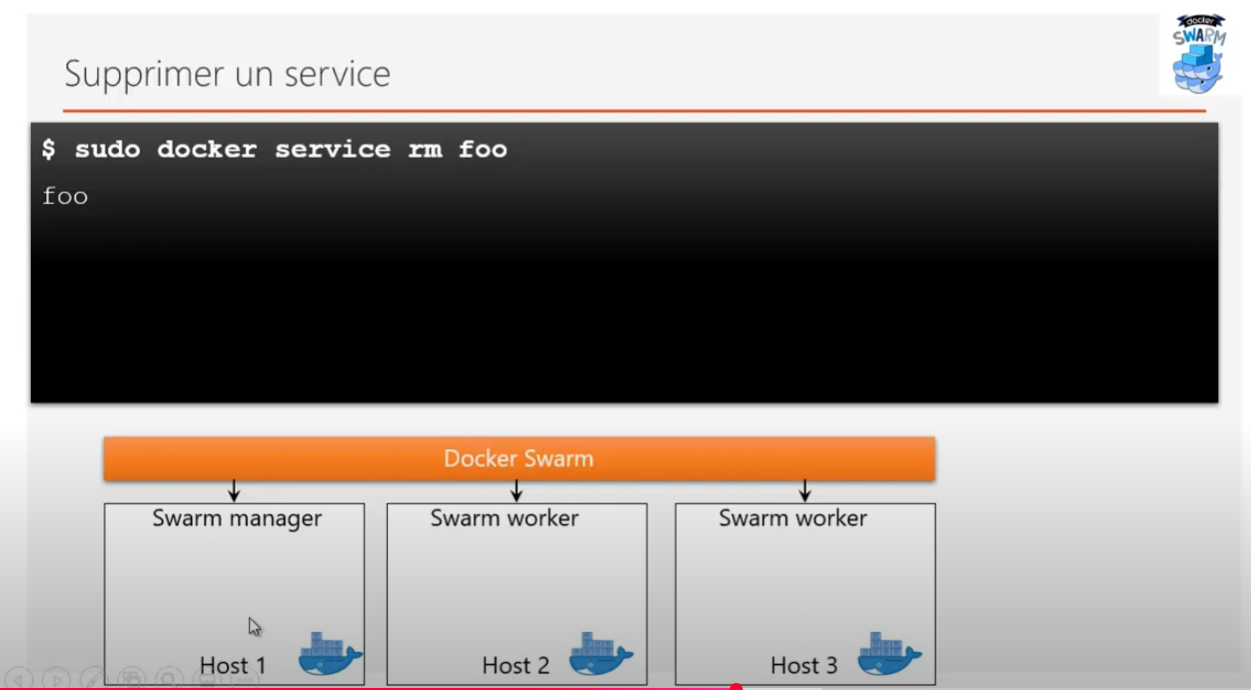 docker
SWARM
Supprimer un service
$ sudo docker service rm foo
foo
Docker Swarm
Swarm manager
Swarm worker
Swarm worker
Host 1
Host 2
Host 3